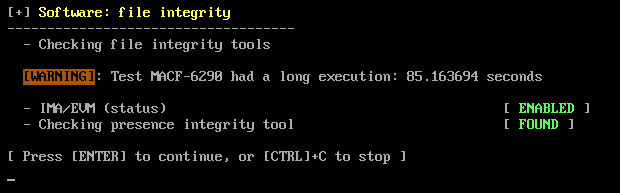 [+] Software: file integrity
------------------------------------
  - Checking file integrity tools
  [WARNING]: Test MACF-6290 had a long execution: 85.163694 seconds
  - IMA/EVM (status) [ ENABLED ]
  - Checking presence integrity tool [ FOUND ]
[ Press [ENTER] to continue, or [CTRL]+C to stop ]
_